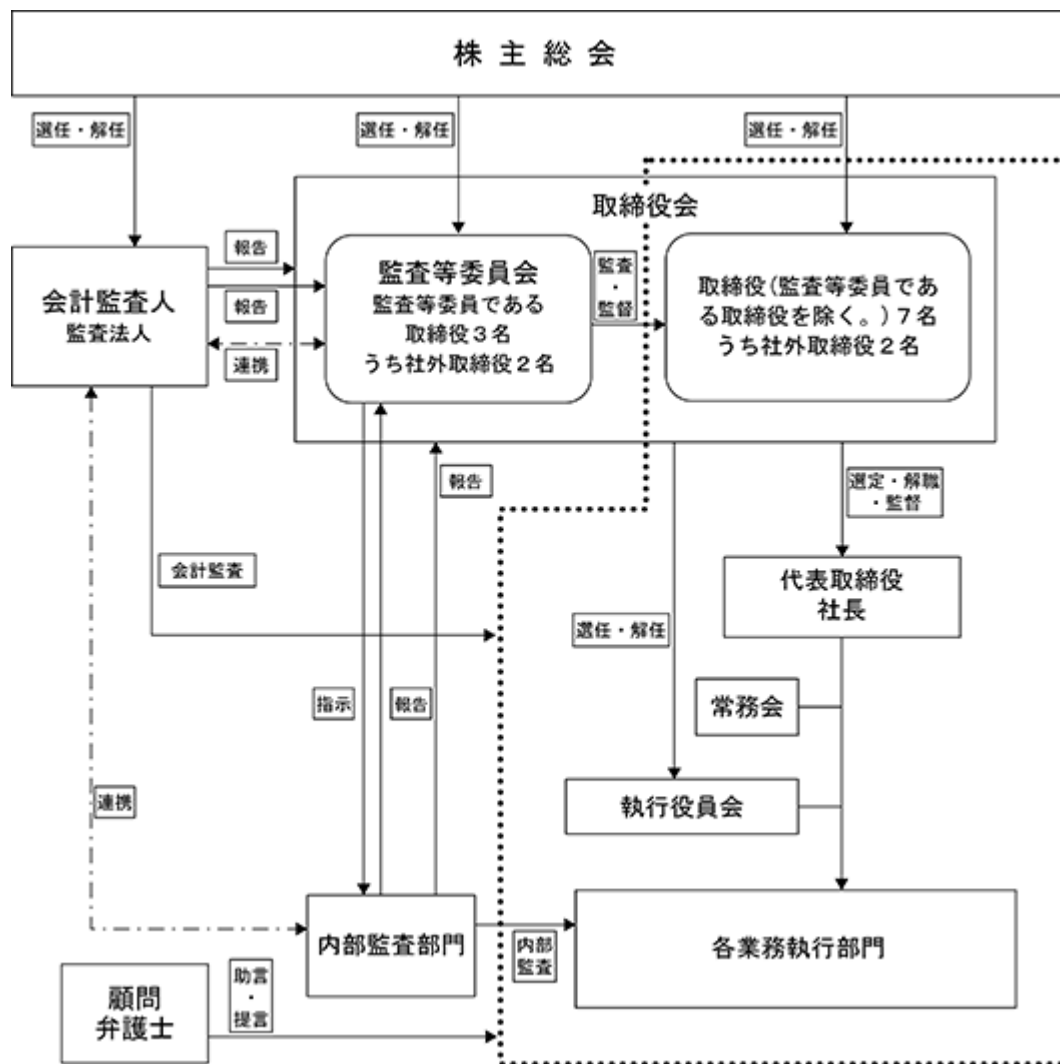 株主総会
選任・解任
選任・解任
選任・解任
取締役会
会計監査人
監査法人
報告
報告
連携
監査等委員会
監査等委員である
取締役3名
うち社外取締役2名
監査
・
監督
取締役(監査等委員であ
る取締役を除く。)7名
うち社外取締役2名
報告
選定・解職
・監督
会計監査
代表取締役
社長
選任・解任
指示
報告
常務会
連携
執行役員会
内部監査部門
内部
監査
各業務執行部門
顧問
弁護士
助言
・
提言